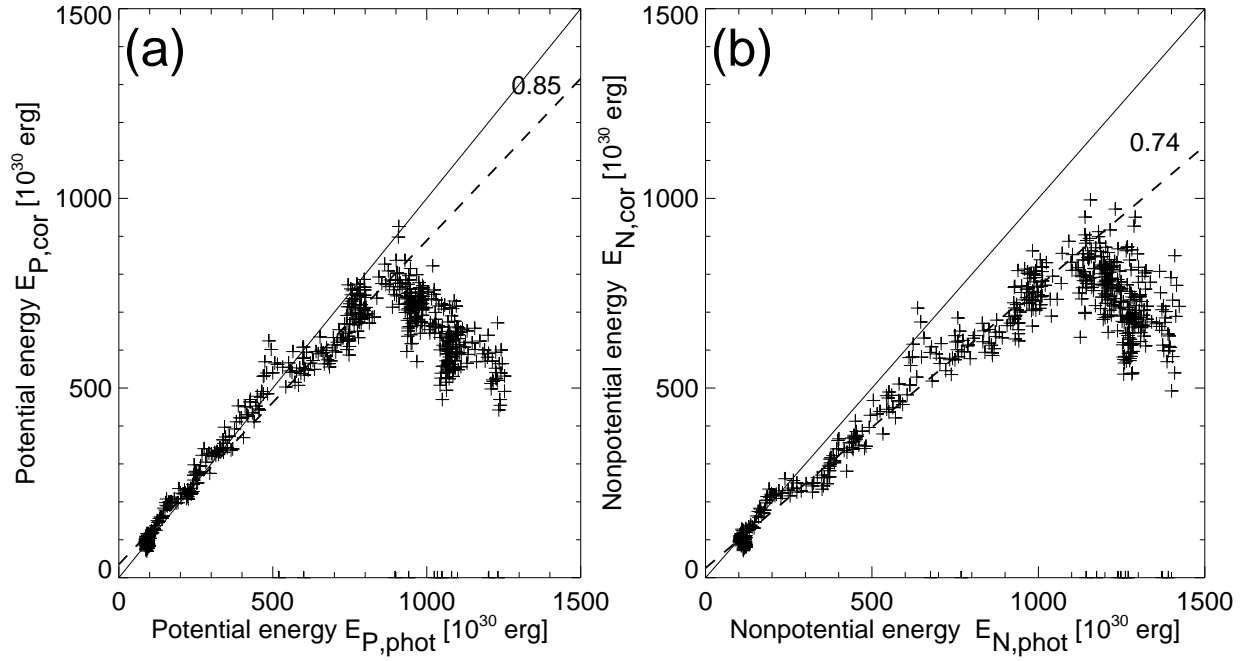 (a)
0.85
1500
1000
500
0
0 500 1000 1500
Potential energy E_P,cor [10^30 erg]
Potential energy E_P,phot [10^30 erg]
(b)
0.74
1500
1000
500
0
0 500 1000 1500
Nonpotential energy E_N,cor [10^30 erg]
Nonpotential energy E_N,phot [10^30 erg]